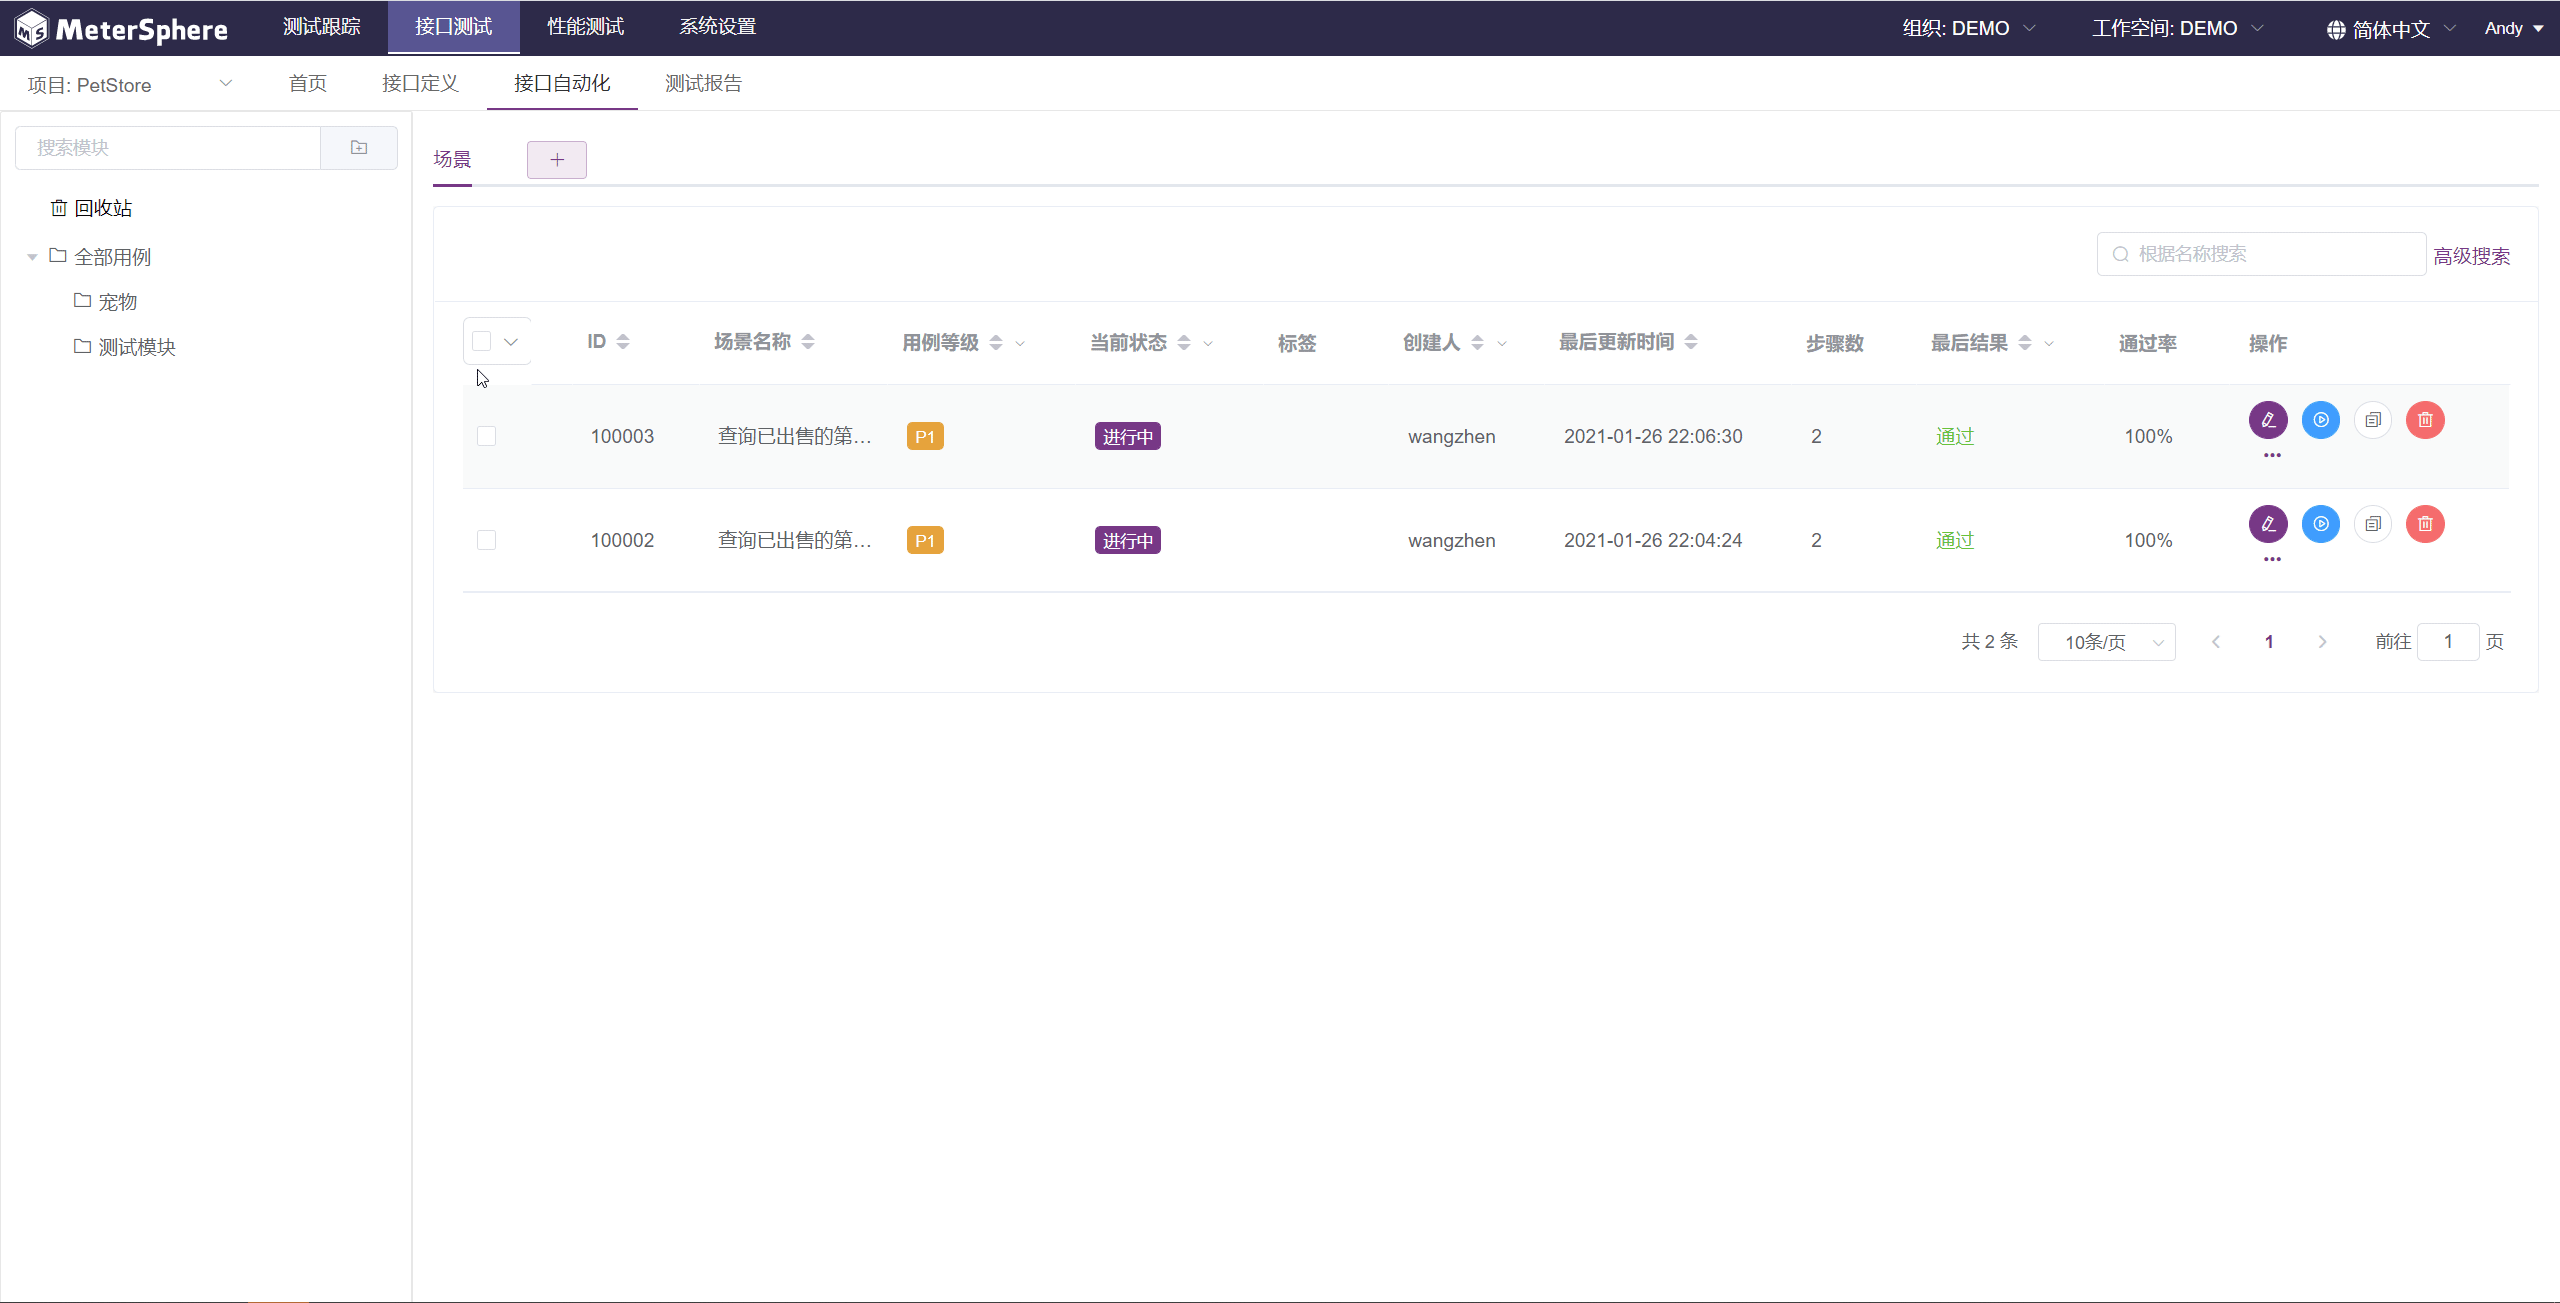 MeterSphere 测试跟踪 接口测试 性能测试 系统设置 组织: DEMO 工作空间: DEMO 简体中文 Andy
项目: PetStore 首页 接口定义 接口自动化 测试报告
搜索模块
回收站
全部用例
宠物
测试模块
场景
根据名称搜索 高级搜索
ID 场景名称 用例等级 当前状态 标签 创建人 最后更新时间 步骤数 最后结果 通过率 操作
100003 查询已出售的第... P1 进行中 wangzhen 2021-01-26 22:06:30 2 通过 100%
100002 查询已出售的第... P1 进行中 wangzhen 2021-01-26 22:04:24 2 通过 100%
共 2 条 10条/页 1 前往 1 页